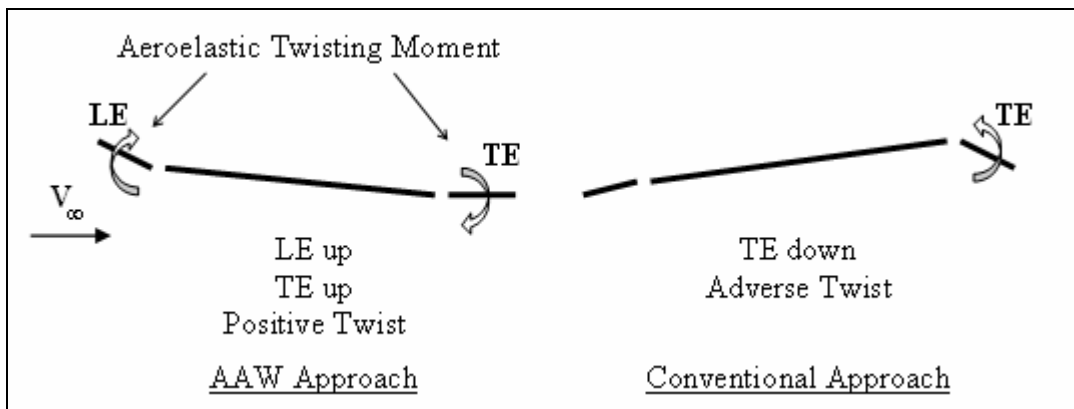 Aeroelastic Twisting Moment
LE
TE
TE
V∞
LE up
TE up
Positive Twist
TE down
Adverse Twist
AAW Approach
Conventional Approach